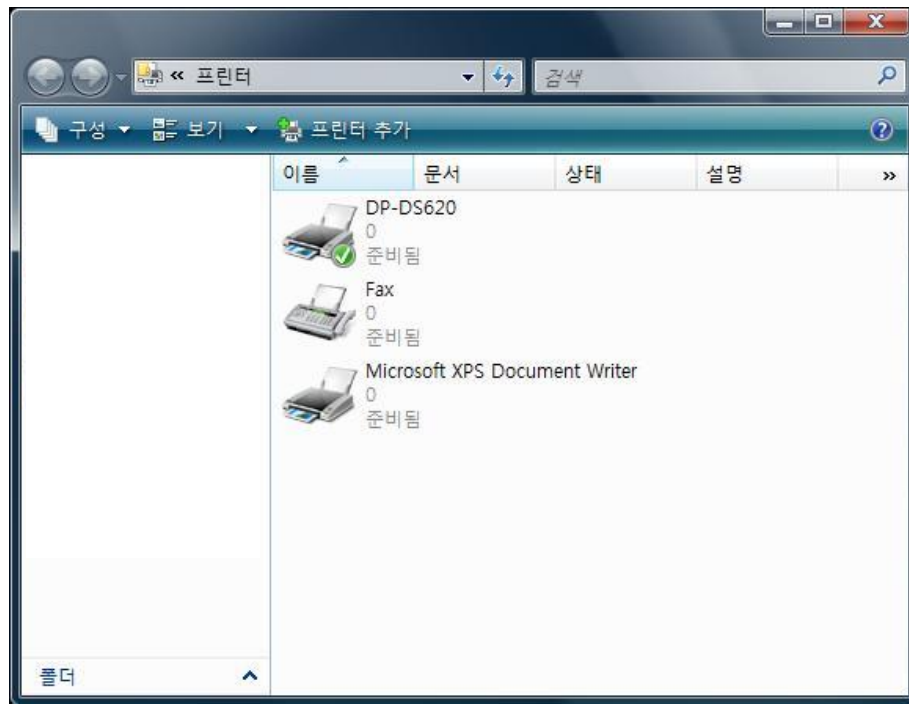 « 프린터
검색
구성 보기 프린터 추가
이름 문서 상태 설명 »
DP-DS620
0
준비됨
Fax
0
준비됨
Microsoft XPS Document Writer
0
준비됨
폴더